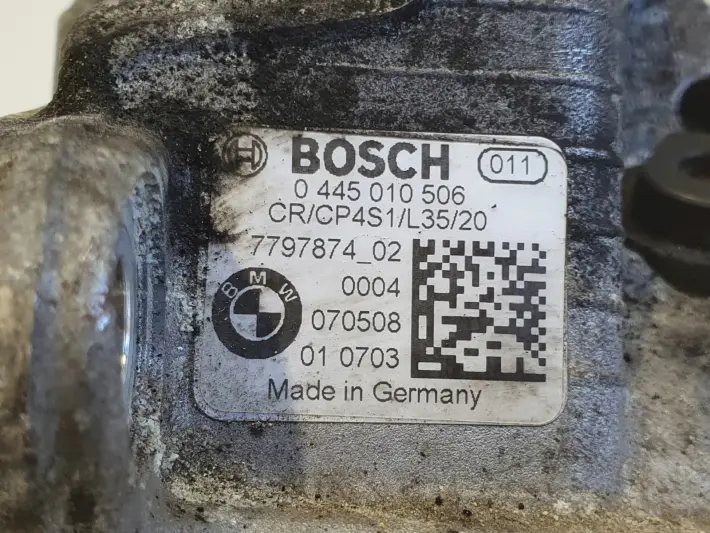 BOSCH 011
0 445 010 506
CR/CP4S1/L35/20
7797874_02
BMW
0004
070508
01 0703
Made in Germany